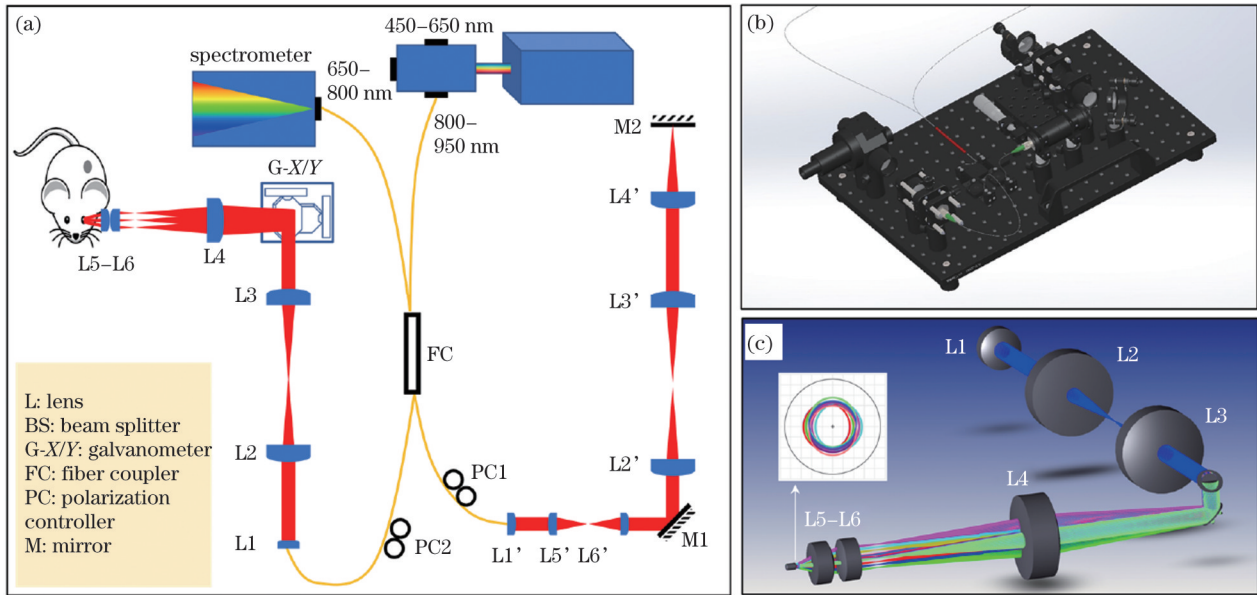 (a)
450–650 nm
spectrometer
650–
800 nm
800–
950 nm
M2
G-X/Y
L4’
L5–L6
L4
L3
L3’
FC
L: lens
BS: beam splitter
G-X/Y: galvanometer
FC: fiber coupler
PC: polarization
controller
M: mirror
L2
L2’
PC1
L1
PC2
L1’
L5’
L6’
M1
(b)
(c)
L1
L2
L3
L4
L5–L6